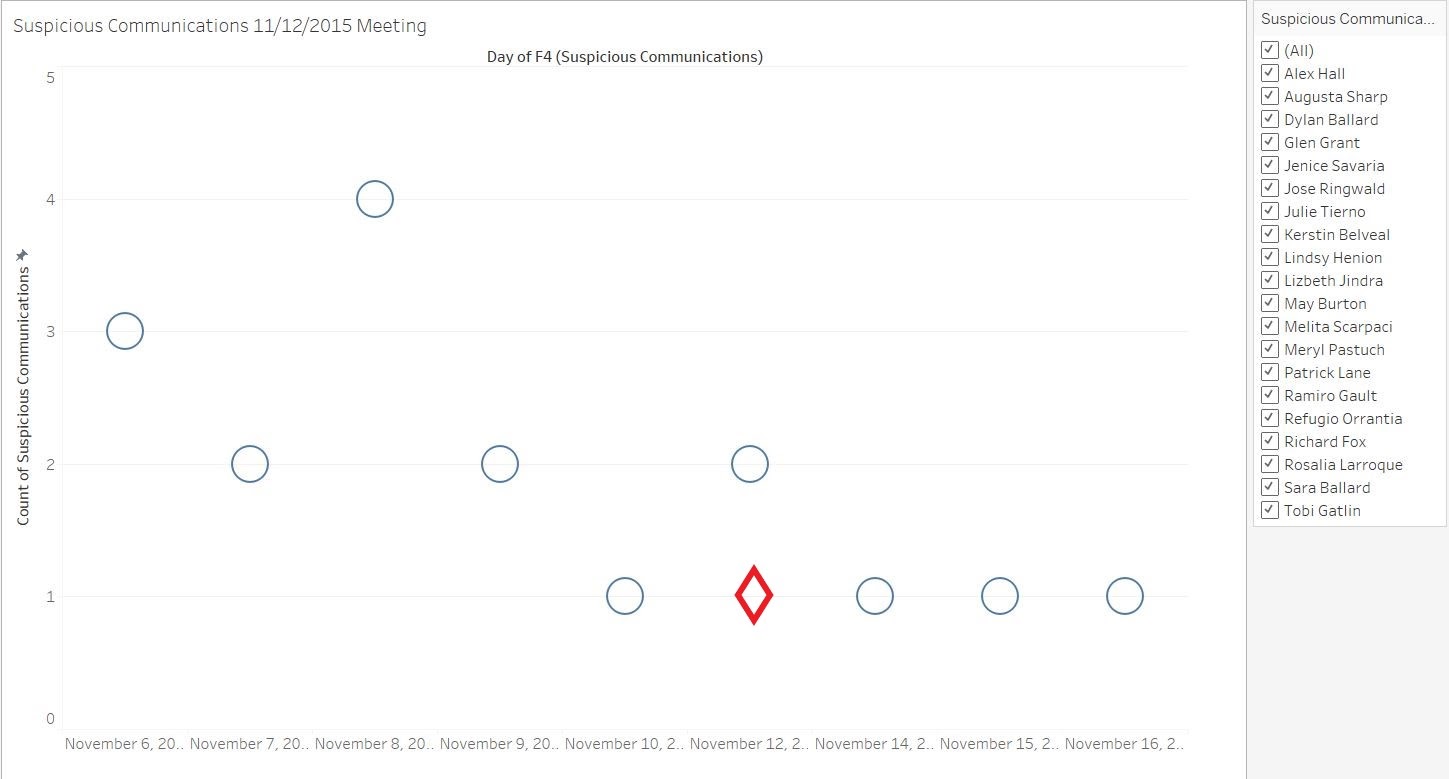 Suspicious Communications 11/12/2015 Meeting
Day of F4 (Suspicious Communications)
Count of Suspicious Communications
5
4
3
2
1
0
November 6, 20.. November 7, 20.. November 8, 20.. November 9, 20.. November 10, 2.. November 12, 2.. November 14, 2.. November 15, 2.. November 16, 2..
Suspicious Communica...
(All)
Alex Hall
Augusta Sharp
Dylan Ballard
Glen Grant
Jenice Savaria
Jose Ringwald
Julie Tierno
Kerstin Belveal
Lindsy Henion
Lizbeth Jindra
May Burton
Melita Scarpaci
Meryl Pastuch
Patrick Lane
Ramiro Gault
Refugio Orrantia
Richard Fox
Rosalia Larroque
Sara Ballard
Tobi Gatlin